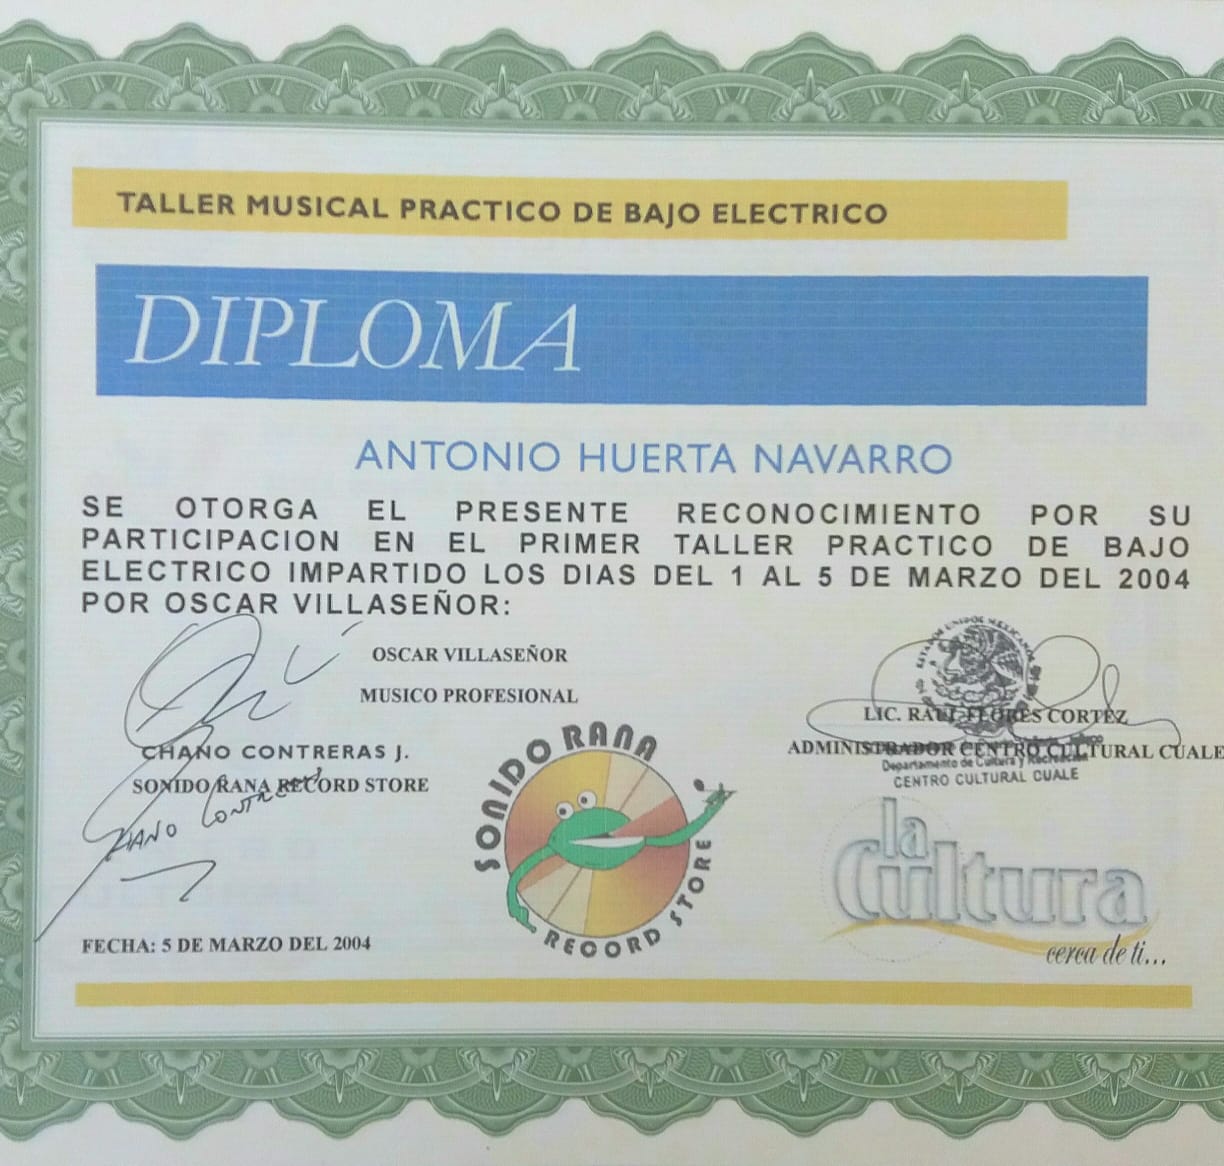 TALLER MUSICAL PRACTICO DE BAJO ELECTRICO
DIPLOMA
ANTONIO HUERTA NAVARRO
SE OTORGA EL PRESENTE RECONOCIMIENTO POR SU
PARTICIPACION EN EL PRIMER TALLER PRACTICO DE BAJO
ELECTRICO IMPARTIDO LOS DIAS DEL 1 AL 5 DE MARZO DEL 2004
POR OSCAR VILLASEÑOR:
OSCAR VILLASEÑOR
MUSICO PROFESIONAL
CHANO CONTRERAS J.
SONIDO RANA RECORD STORE
CHANO CONTRERAS
FECHA: 5 DE MARZO DEL 2004
SONIDO RANA
RECORD STORE
ESTADOS UNIDOS MEXICANOS
LIC. RAUL FLORES CORTEZ
ADMINISTRADOR CENTRO CULTURAL CUALE
Departamento de Cultura y Recreación
CENTRO CULTURAL CUALE
la
Cultura
cerca de ti...